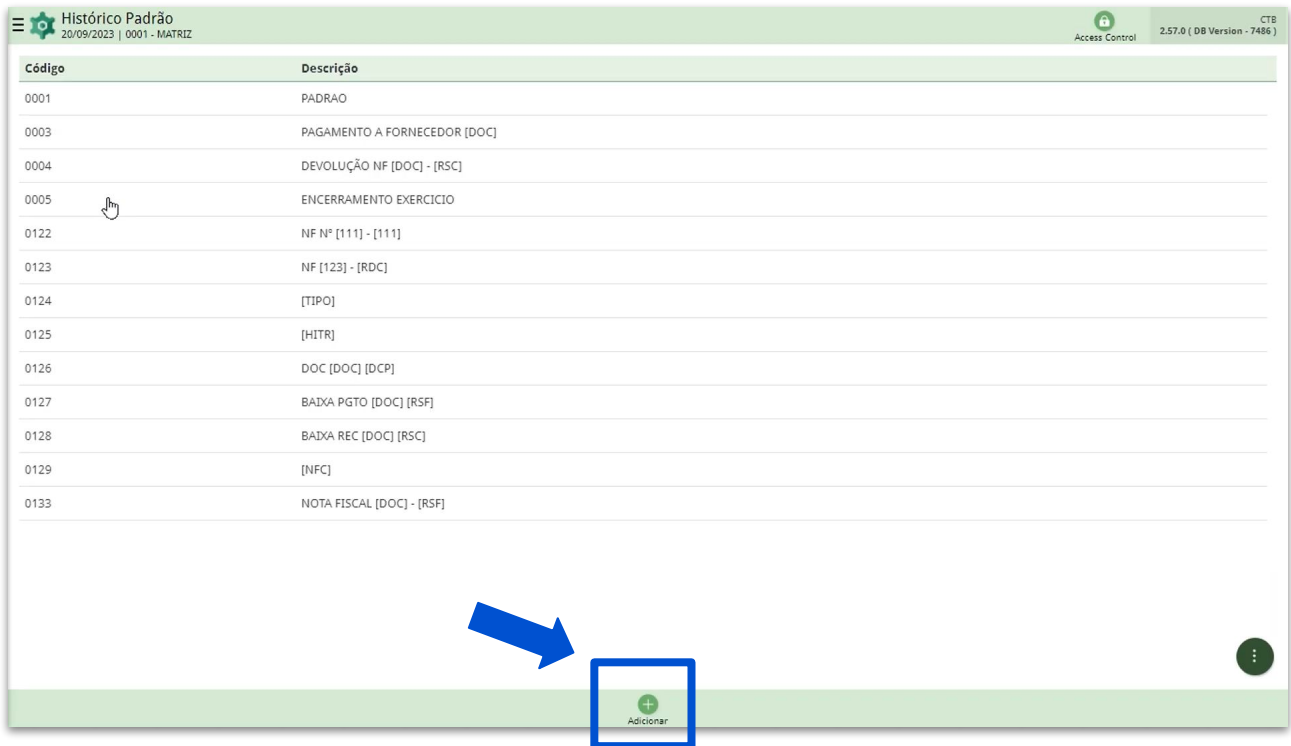 Histórico Padrão
20/09/2023 | 0001 - MATRIZ
Access Control
CTB
2.57.0 ( DB Version - 7486 )
Código Descrição
0001 PADRAO
0003 PAGAMENTO A FORNECEDOR [DOC]
0004 DEVOLUÇÃO NF [DOC] - [RSC]
0005 ENCERRAMENTO EXERCICIO
0122 NF Nº [111] - [111]
0123 NF [123] - [RDC]
0124 [TIPO]
0125 [HITR]
0126 DOC [DOC] [DCP]
0127 BAIXA PGTO [DOC] [RSF]
0128 BAIXA REC [DOC] [RSC]
0129 [NFC]
0133 NOTA FISCAL [DOC] - [RSF]
Adicionar